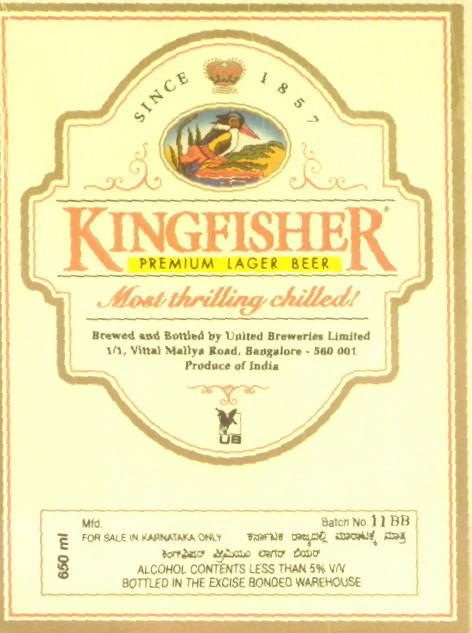 SINCE 1857
KINGFISHER®
PREMIUM LAGER BEER
Most thrilling chilled!
Brewed and Bottled by United Breweries Limited
1/1, Vittal Mallya Road, Bangalore - 560 001
Produce of India
UB
650 ml
Mfd. Batch No. 11 BB
FOR SALE IN KARNATAKA ONLY ಕರ್ನಾಟಕ ರಾಜ್ಯದಲ್ಲಿ ಮಾರಾಟಕ್ಕೆ ಮಾತ್ರ
ಕಿಂಗ್‌ಫಿಷರ್ ಪ್ರಿಮಿಯಂ ಲಾಗರ್ ಬಿಯರ್
ALCOHOL CONTENTS LESS THAN 5% V/V
BOTTLED IN THE EXCISE BONDED WAREHOUSE